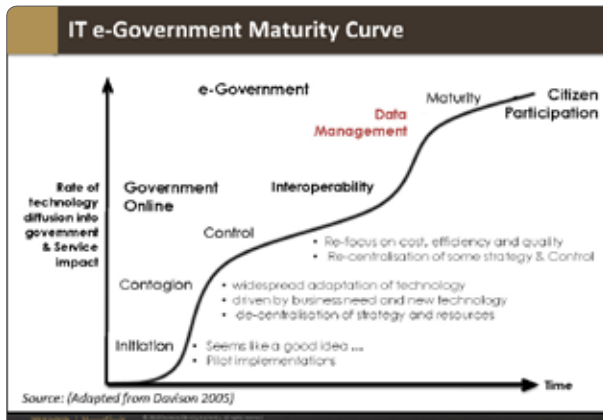 IT e-Government Maturity Curve
e-Government
Maturity
Citizen
Participation
Data
Management
Rate of
technology
diffusion into
government
& Service
impact
Government
Online
Interoperability
Control
• Re-focus on cost, efficiency and quality
• Re-centralisation of some strategy & Control
Contagion
• widespread adaptation of technology
• driven by business need and new technology
• de-centralisation of strategy and resources
Initiation
• Seems like a good idea ...
• Pilot implementations
Time
Source: (Adapted from Davison 2005)